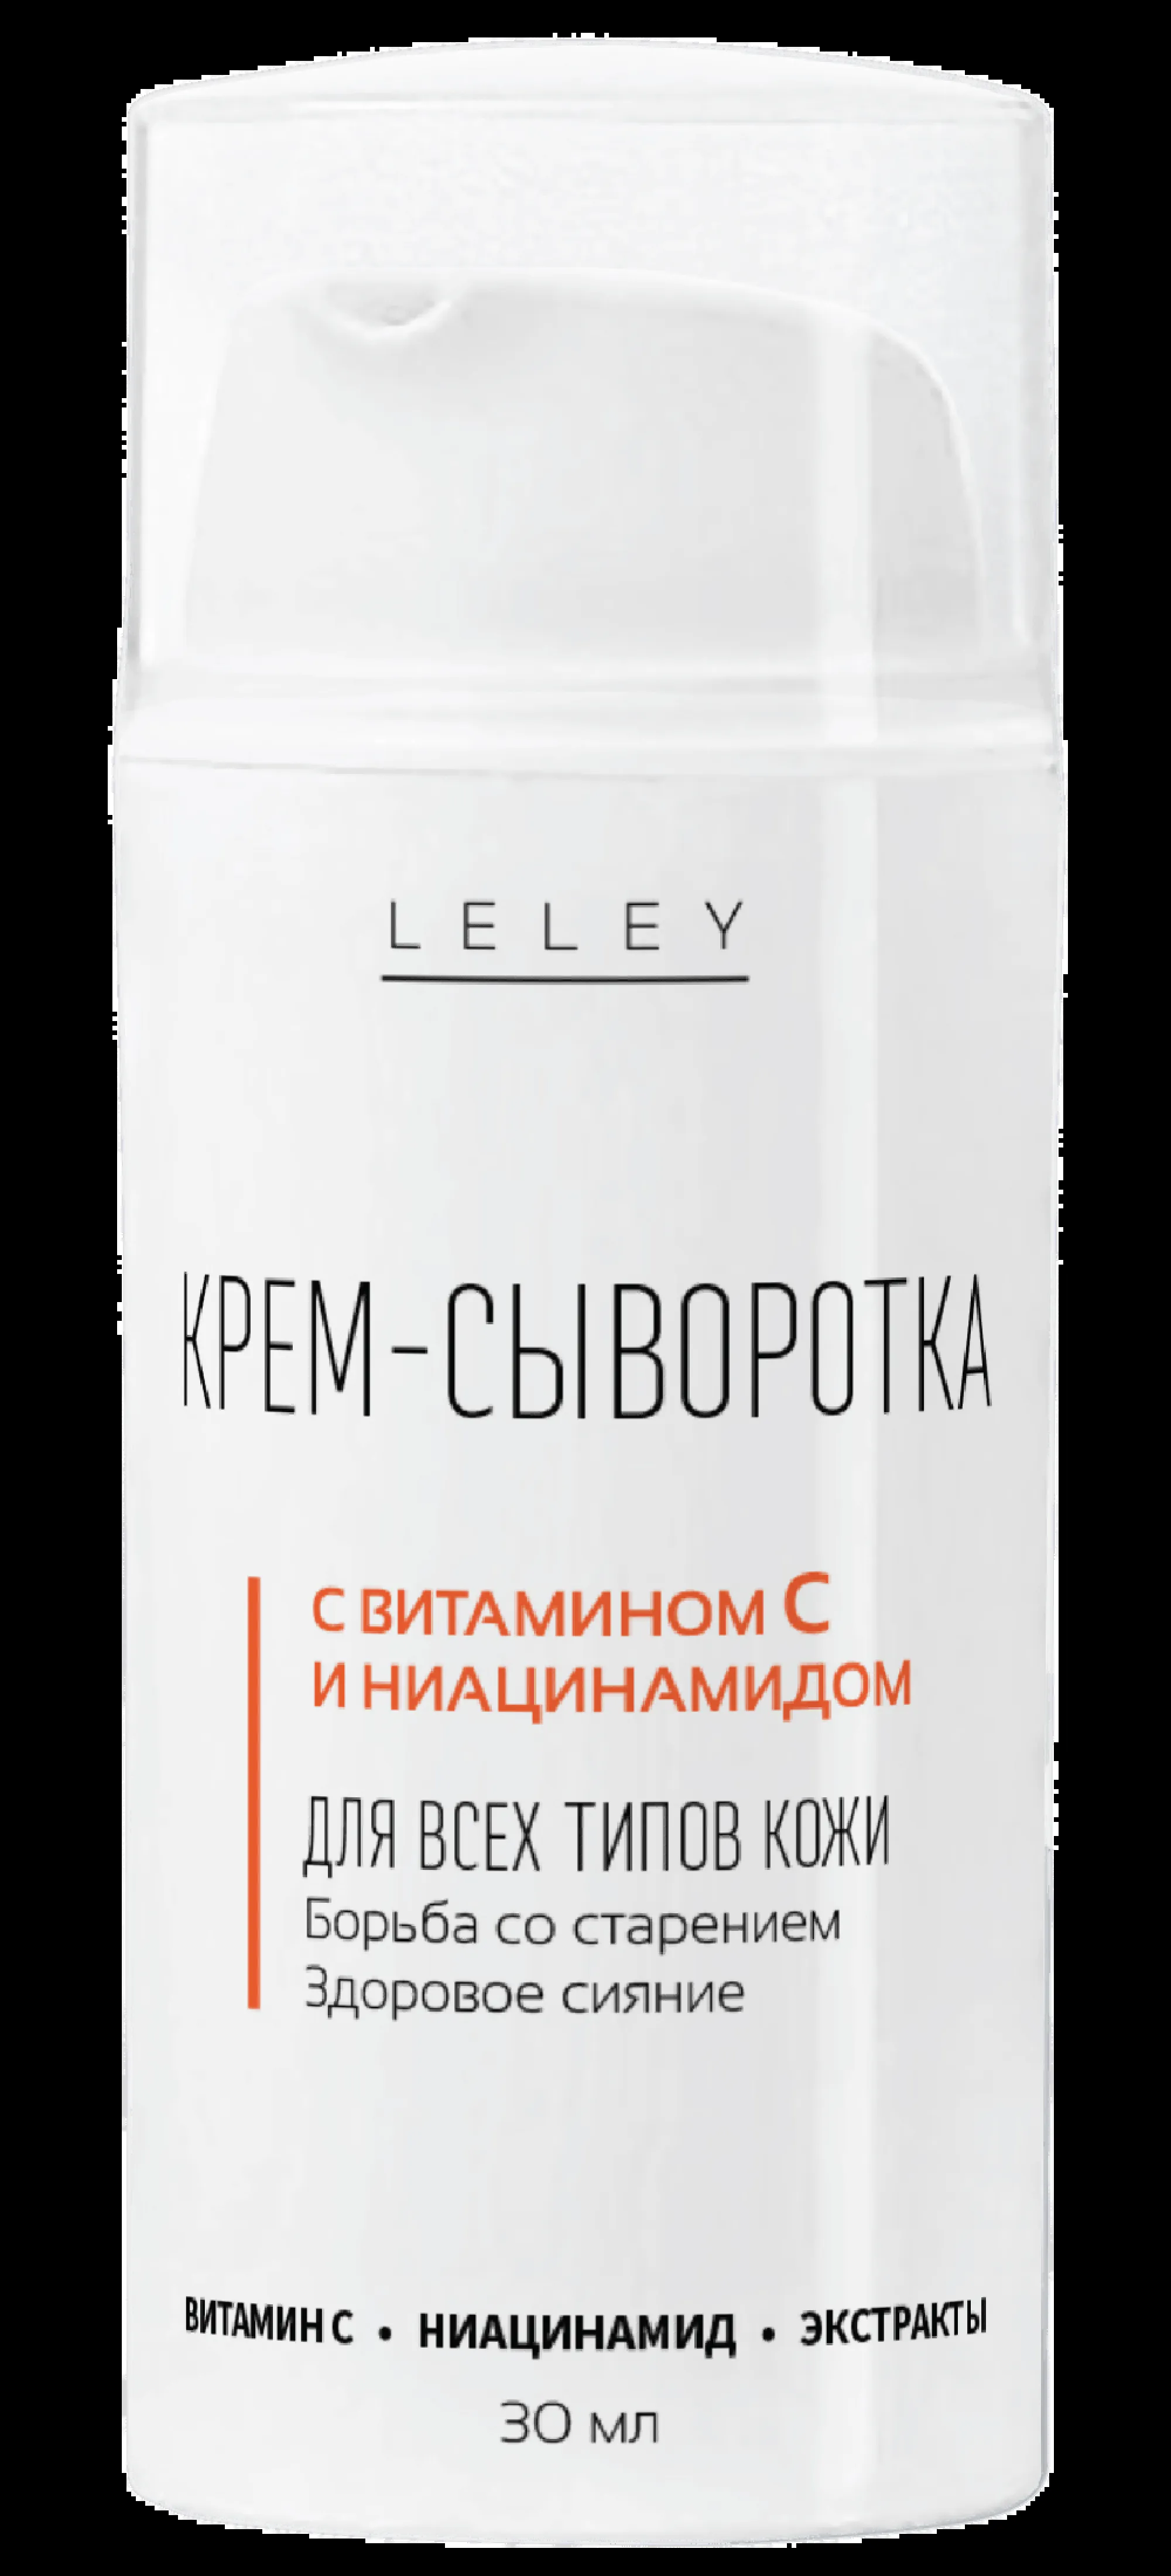 LELEY
КРЕМ-СЫВОРОТКА
С ВИТАМИНОМ С
И НИАЦИНАМИДОМ
ДЛЯ ВСЕХ ТИПОВ КОЖИ
Борьба со старением
Здоровое сияние
ВИТАМИН С • НИАЦИНАМИД • ЭКСТРАКТЫ
30 мл